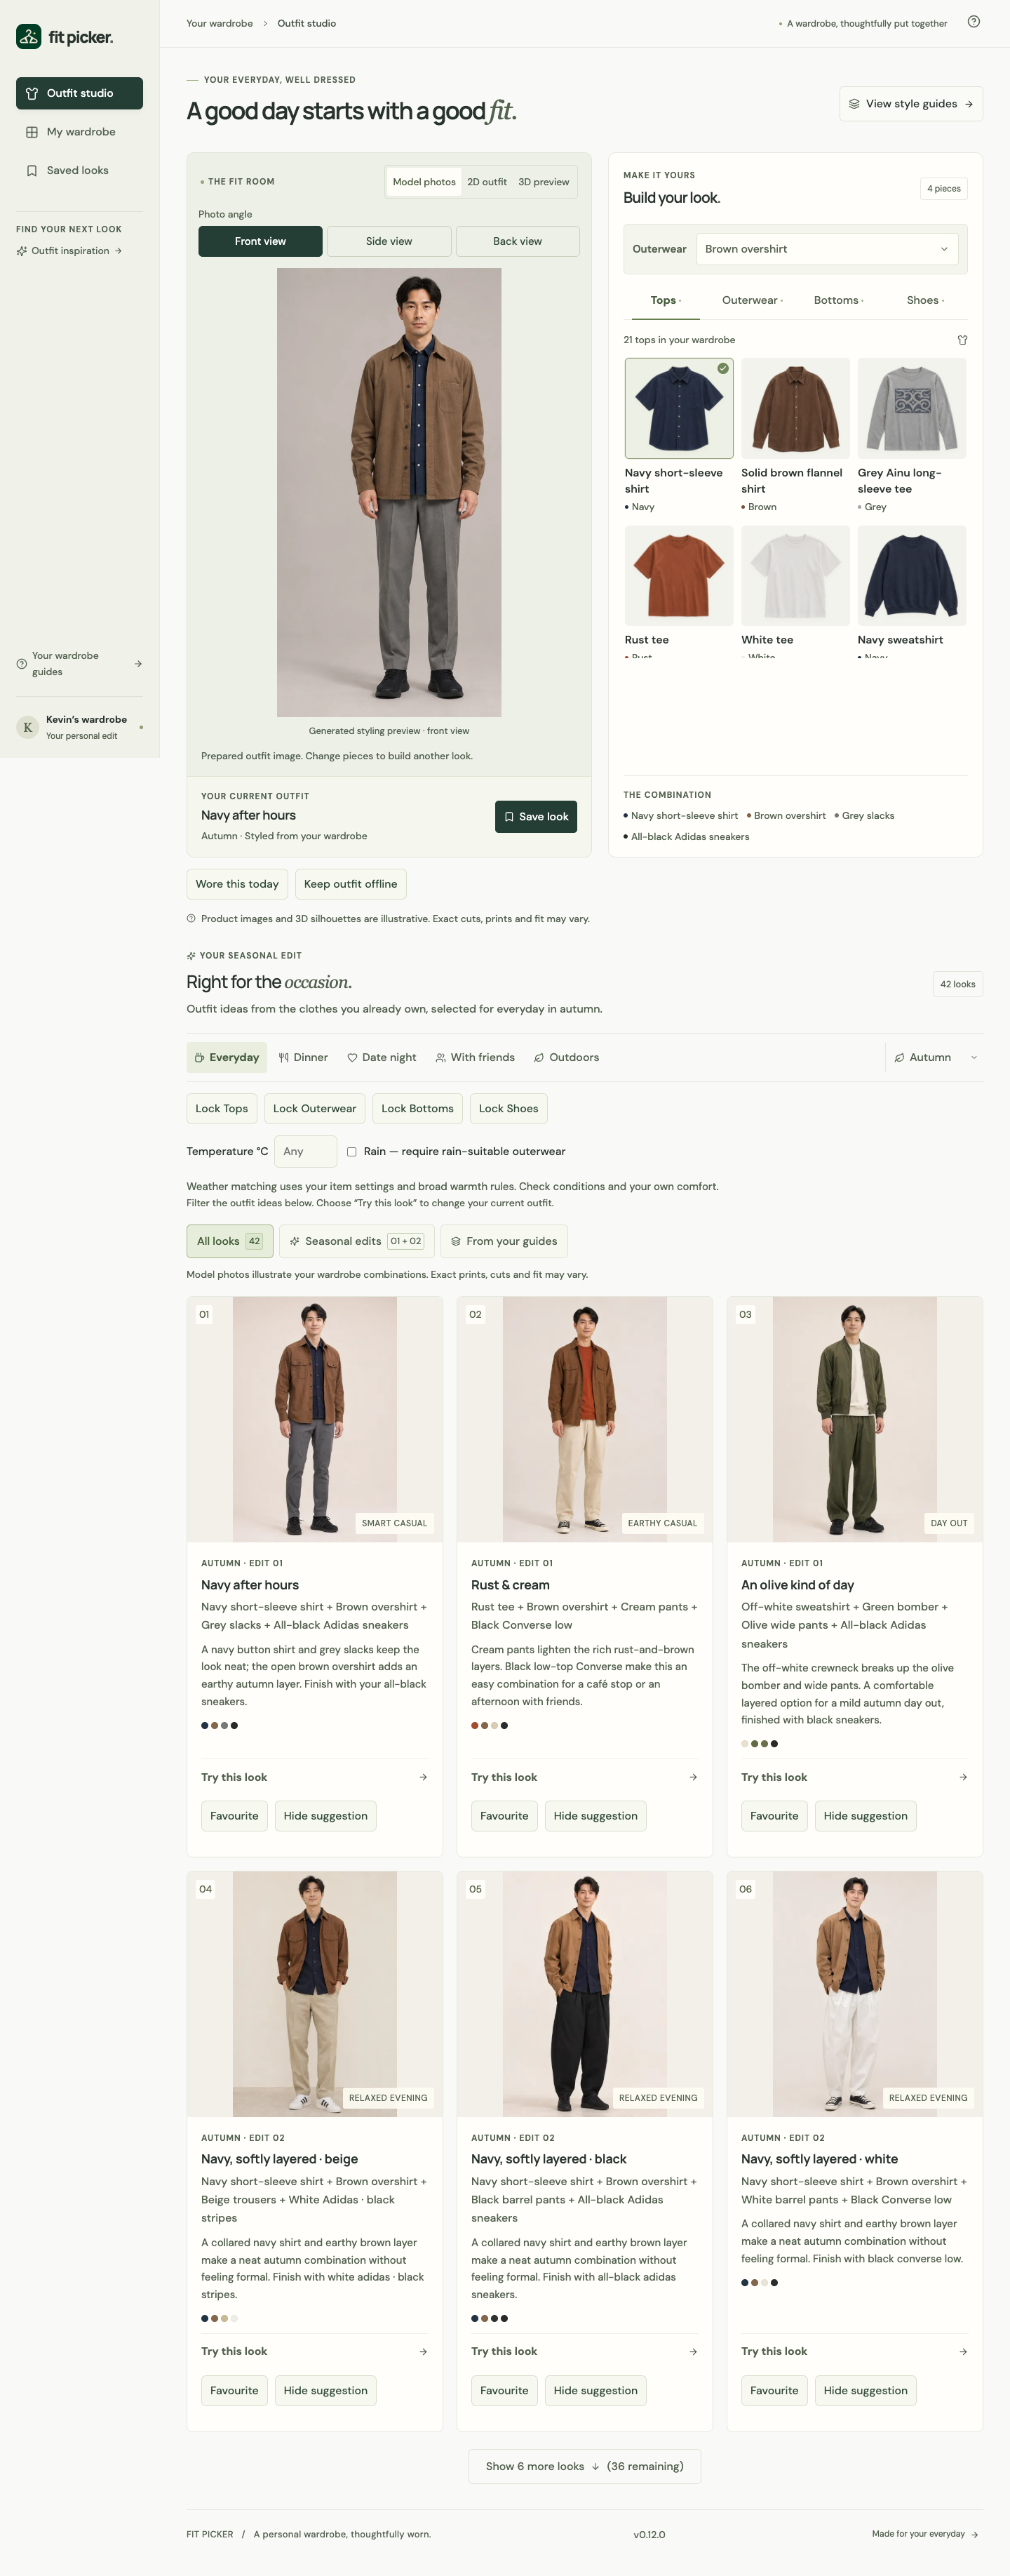 fit picker.
Outfit studio
My wardrobe
Saved looks
FIND YOUR NEXT LOOK
Outfit inspiration →
Your wardrobe
guides
K
Kevin's wardrobe
Your personal edit
Your wardrobe > Outfit studio
A wardrobe, thoughtfully put together
YOUR EVERYDAY, WELL DRESSED
A good day starts with a good fit.
View style guides →
THE FIT ROOM
Model photos 2D outfit 3D preview
Photo angle
Front view Side view Back view
Generated styling preview · front view
Prepared outfit image. Change pieces to build another look.
YOUR CURRENT OUTFIT
Navy after hours
Autumn · Styled from your wardrobe
Save look
MAKE IT YOURS
Build your look.
4 pieces
Outerwear Brown overshirt
Tops · Outerwear · Bottoms · Shoes ·
21 tops in your wardrobe
Navy short-sleeve
shirt
Navy
Solid brown flannel
shirt
Brown
Grey Ainu long-
sleeve tee
Grey
Rust tee
Rust
White tee
White
Navy sweatshirt
Navy
THE COMBINATION
Navy short-sleeve shirt Brown overshirt Grey slacks
All-black Adidas sneakers
Wore this today Keep outfit offline
Product images and 3D silhouettes are illustrative. Exact cuts, prints and fit may vary.
YOUR SEASONAL EDIT
Right for the occasion.
42 looks
Outfit ideas from the clothes you already own, selected for everyday in autumn.
Everyday Dinner Date night With friends Outdoors Autumn
Lock Tops Lock Outerwear Lock Bottoms Lock Shoes
Temperature °C Any Rain — require rain-suitable outerwear
Weather matching uses your item settings and broad warmth rules. Check conditions and your own comfort.
Filter the outfit ideas below. Choose “Try this look” to change your current outfit.
All looks 42 Seasonal edits 01 + 02 From your guides
Model photos illustrate your wardrobe combinations. Exact prints, cuts and fit may vary.
01
SMART CASUAL
AUTUMN · EDIT 01
Navy after hours
Navy short-sleeve shirt + Brown overshirt +
Grey slacks + All-black Adidas sneakers
A navy button shirt and grey slacks keep the
look neat; the open brown overshirt adds an
earthy autumn layer. Finish with your all-black
sneakers.
Try this look →
Favourite Hide suggestion
02
EARTHY CASUAL
AUTUMN · EDIT 01
Rust & cream
Rust tee + Brown overshirt + Cream pants +
Black Converse low
Cream pants lighten the rich rust-and-brown
layers. Black low-top Converse make this an
easy combination for a café stop or an
afternoon with friends.
Try this look →
Favourite Hide suggestion
03
DAY OUT
AUTUMN · EDIT 01
An olive kind of day
Off-white sweatshirt + Green bomber +
Olive wide pants + All-black Adidas
sneakers
The off-white crewneck breaks up the olive
bomber and wide pants. A comfortable
layered option for a mild autumn day out,
finished with black sneakers.
Try this look →
Favourite Hide suggestion
04
RELAXED EVENING
AUTUMN · EDIT 02
Navy, softly layered · beige
Navy short-sleeve shirt + Brown overshirt +
Beige trousers + White Adidas · black
stripes
A collared navy shirt and earthy brown layer
make a neat autumn combination without
feeling formal. Finish with white adidas · black
stripes.
Try this look →
Favourite Hide suggestion
05
RELAXED EVENING
AUTUMN · EDIT 02
Navy, softly layered · black
Navy short-sleeve shirt + Brown overshirt +
Black barrel pants + All-black Adidas
sneakers
A collared navy shirt and earthy brown layer
make a neat autumn combination without
feeling formal. Finish with all-black adidas
sneakers.
Try this look →
Favourite Hide suggestion
06
RELAXED EVENING
AUTUMN · EDIT 02
Navy, softly layered · white
Navy short-sleeve shirt + Brown overshirt +
White barrel pants + Black Converse low
A collared navy shirt and earthy brown layer
make a neat autumn combination without
feeling formal. Finish with black converse low.
Try this look →
Favourite Hide suggestion
Show 6 more looks ↓ (36 remaining)
FIT PICKER / A personal wardrobe, thoughtfully worn.
v0.12.0
Made for your everyday →